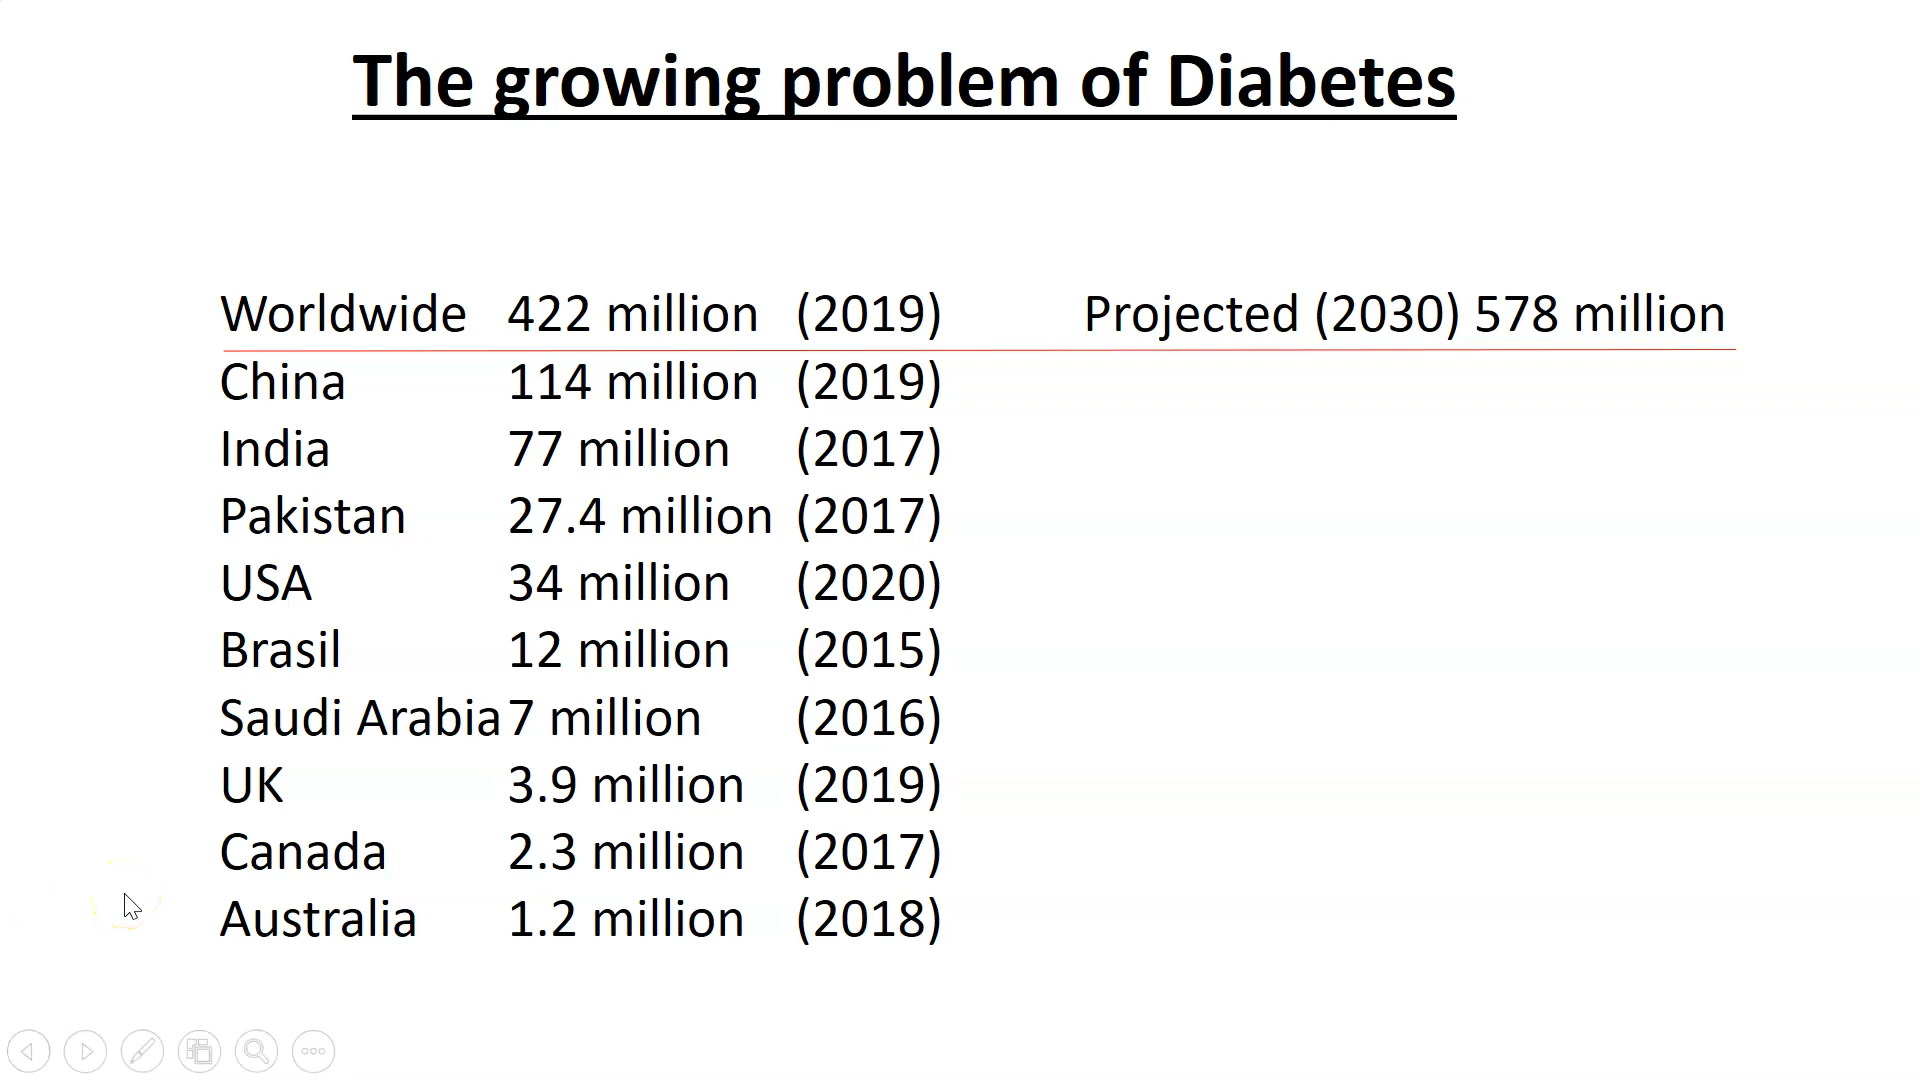 The growing problem of Diabetes
Worldwide 422 million (2019) Projected (2030) 578 million
China 114 million (2019)
India 77 million (2017)
Pakistan 27.4 million (2017)
USA 34 million (2020)
Brasil 12 million (2015)
Saudi Arabia 7 million (2016)
UK 3.9 million (2019)
Canada 2.3 million (2017)
Australia 1.2 million (2018)